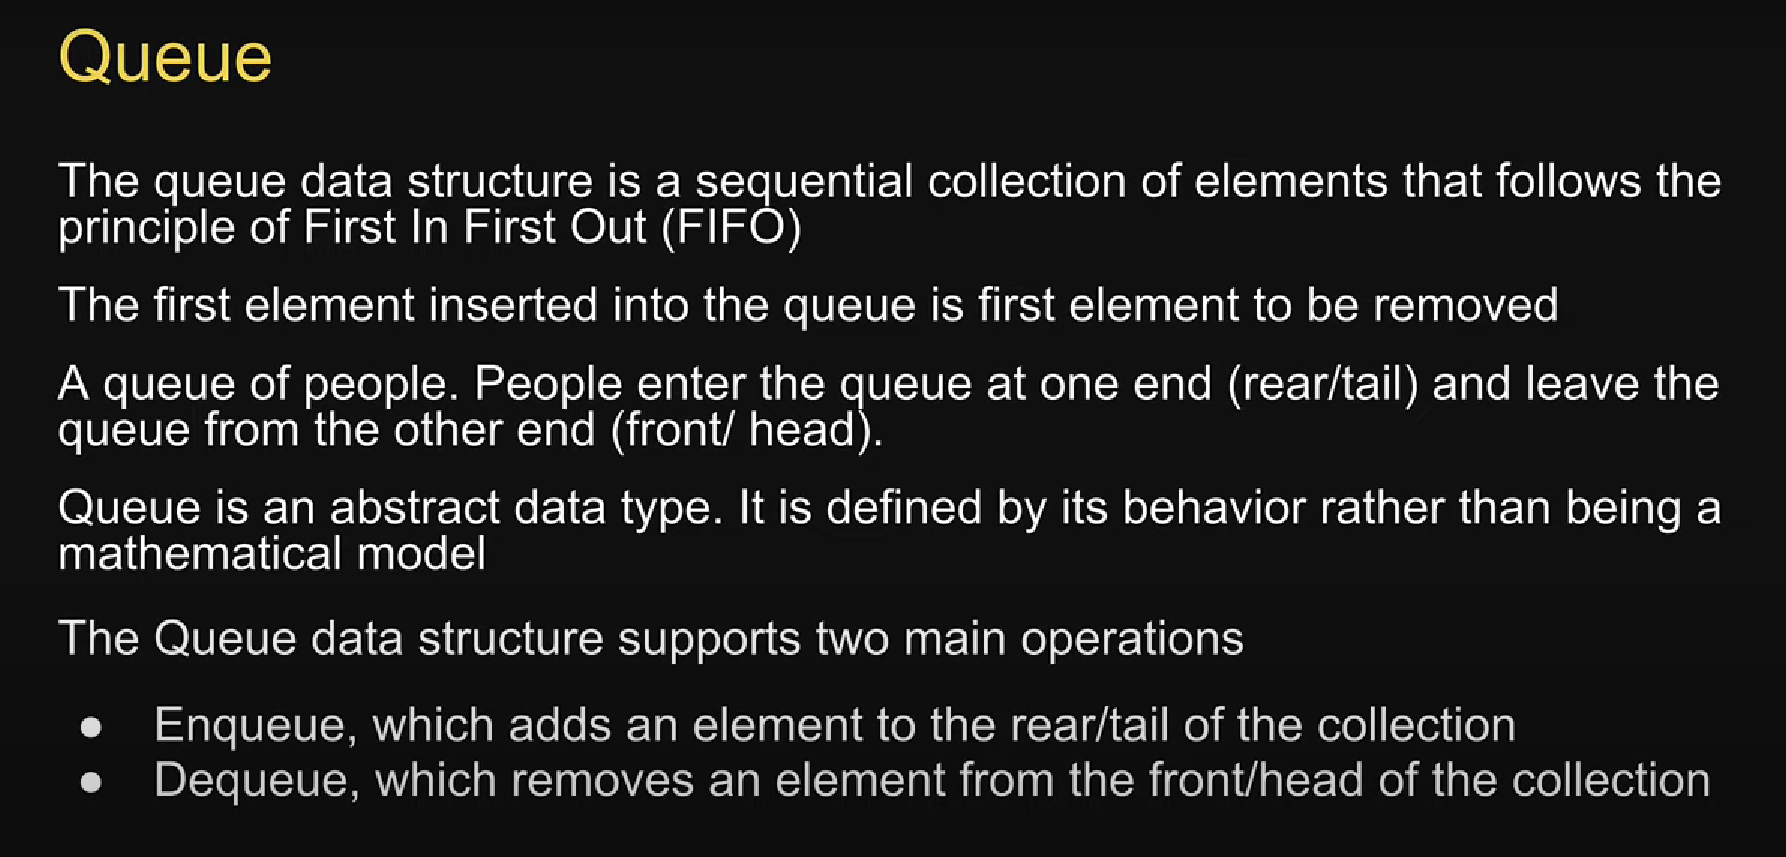 Queue
The queue data structure is a sequential collection of elements that follows the
principle of First In First Out (FIFO)
The first element inserted into the queue is first element to be removed
A queue of people. People enter the queue at one end (rear/tail) and leave the
queue from the other end (front/ head).
Queue is an abstract data type. It is defined by its behavior rather than being a
mathematical model
The Queue data structure supports two main operations
● Enqueue, which adds an element to the rear/tail of the collection
● Dequeue, which removes an element from the front/head of the collection